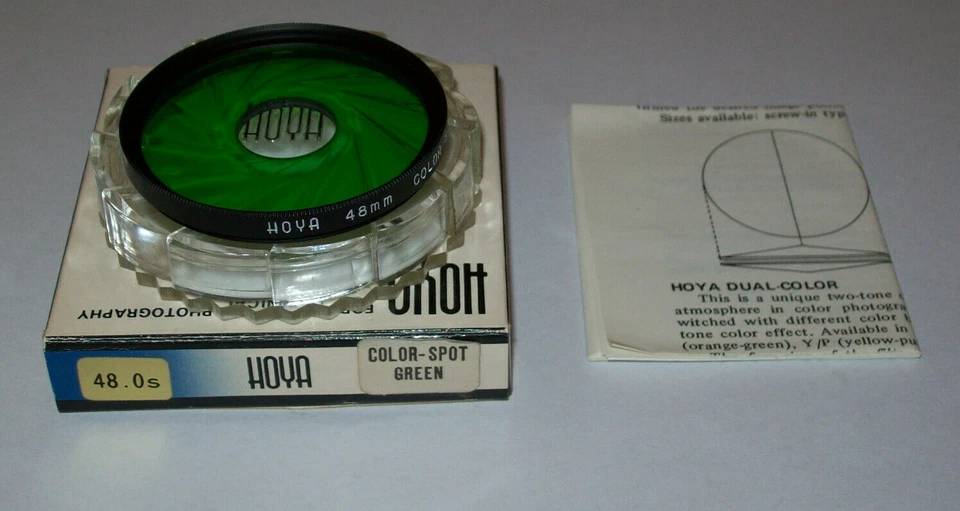 HOYA
HOYA 48mm COLOR
HOYA
FOR
PHOTOGRAPHY
48.0s
HOYA
COLOR-SPOT
GREEN
Sizes available: screw-in typ
HOYA DUAL-COLOR
This is a unique two-tone
atmosphere in color photogra
witched with different color
tone color effect. Available in
(orange-green), Y/P (yellow-pu